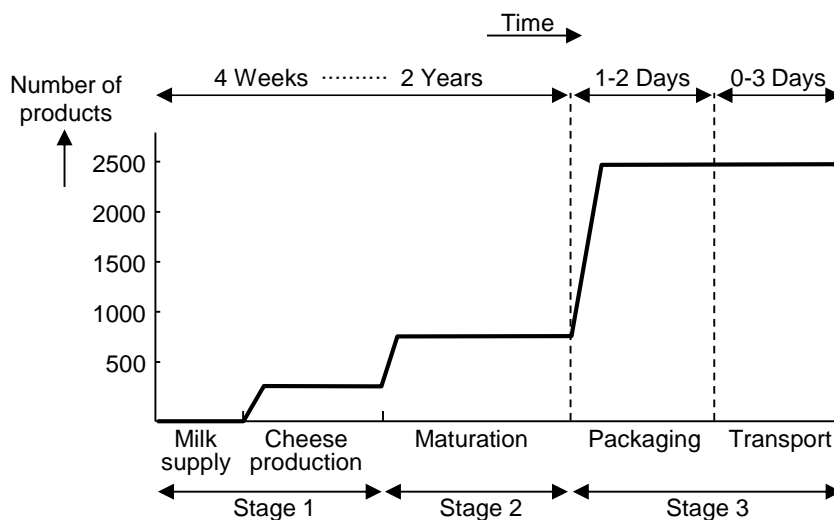 Time
Number of
products
4 Weeks ......... 2 Years
1-2 Days
0-3 Days
2500
2000
1500
1000
500
Milk
supply
Cheese
production
Maturation
Packaging
Transport
Stage 1
Stage 2
Stage 3